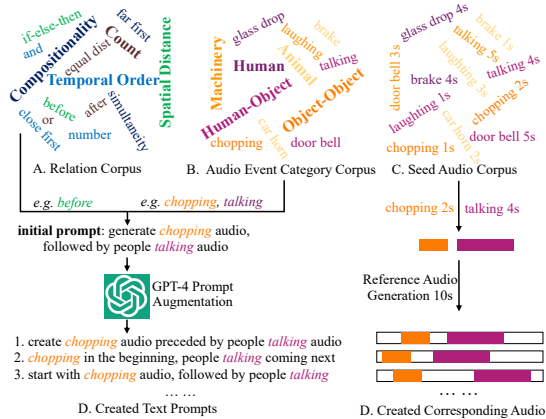 if-else-then
and
Compositionality
equal dist
Count
far first
Temporal Order
Spatial Distance
before
or
after
simultaneity
close first
number
A. Relation Corpus
glass drop
brake
laughing
Machinery
Human
Animal
talking
Human-Object
Object-Object
chopping
car horn
door bell
B. Audio Event Category Corpus
glass drop 4s
brake 1s
talking 5s
door bell 3s
laughing 3s
talking 4s
brake 4s
chopping 2s
laughting 1s
car horn 2s
door bell 5s
chopping 1s
C. Seed Audio Corpus
e.g. before
e.g. chopping, talking
chopping 2s
talking 4s
initial prompt: generate chopping audio,
followed by people talking audio
GPT-4 Prompt
Augmentation
Reference Audio
Generation 10s
1. create chopping audio preceded by people talking audio
2. chopping in the beginning, people talking coming next
3. start with chopping audio, followed by people talking
... ...
... ...
D. Created Text Prompts
D. Created Corresponding Audio